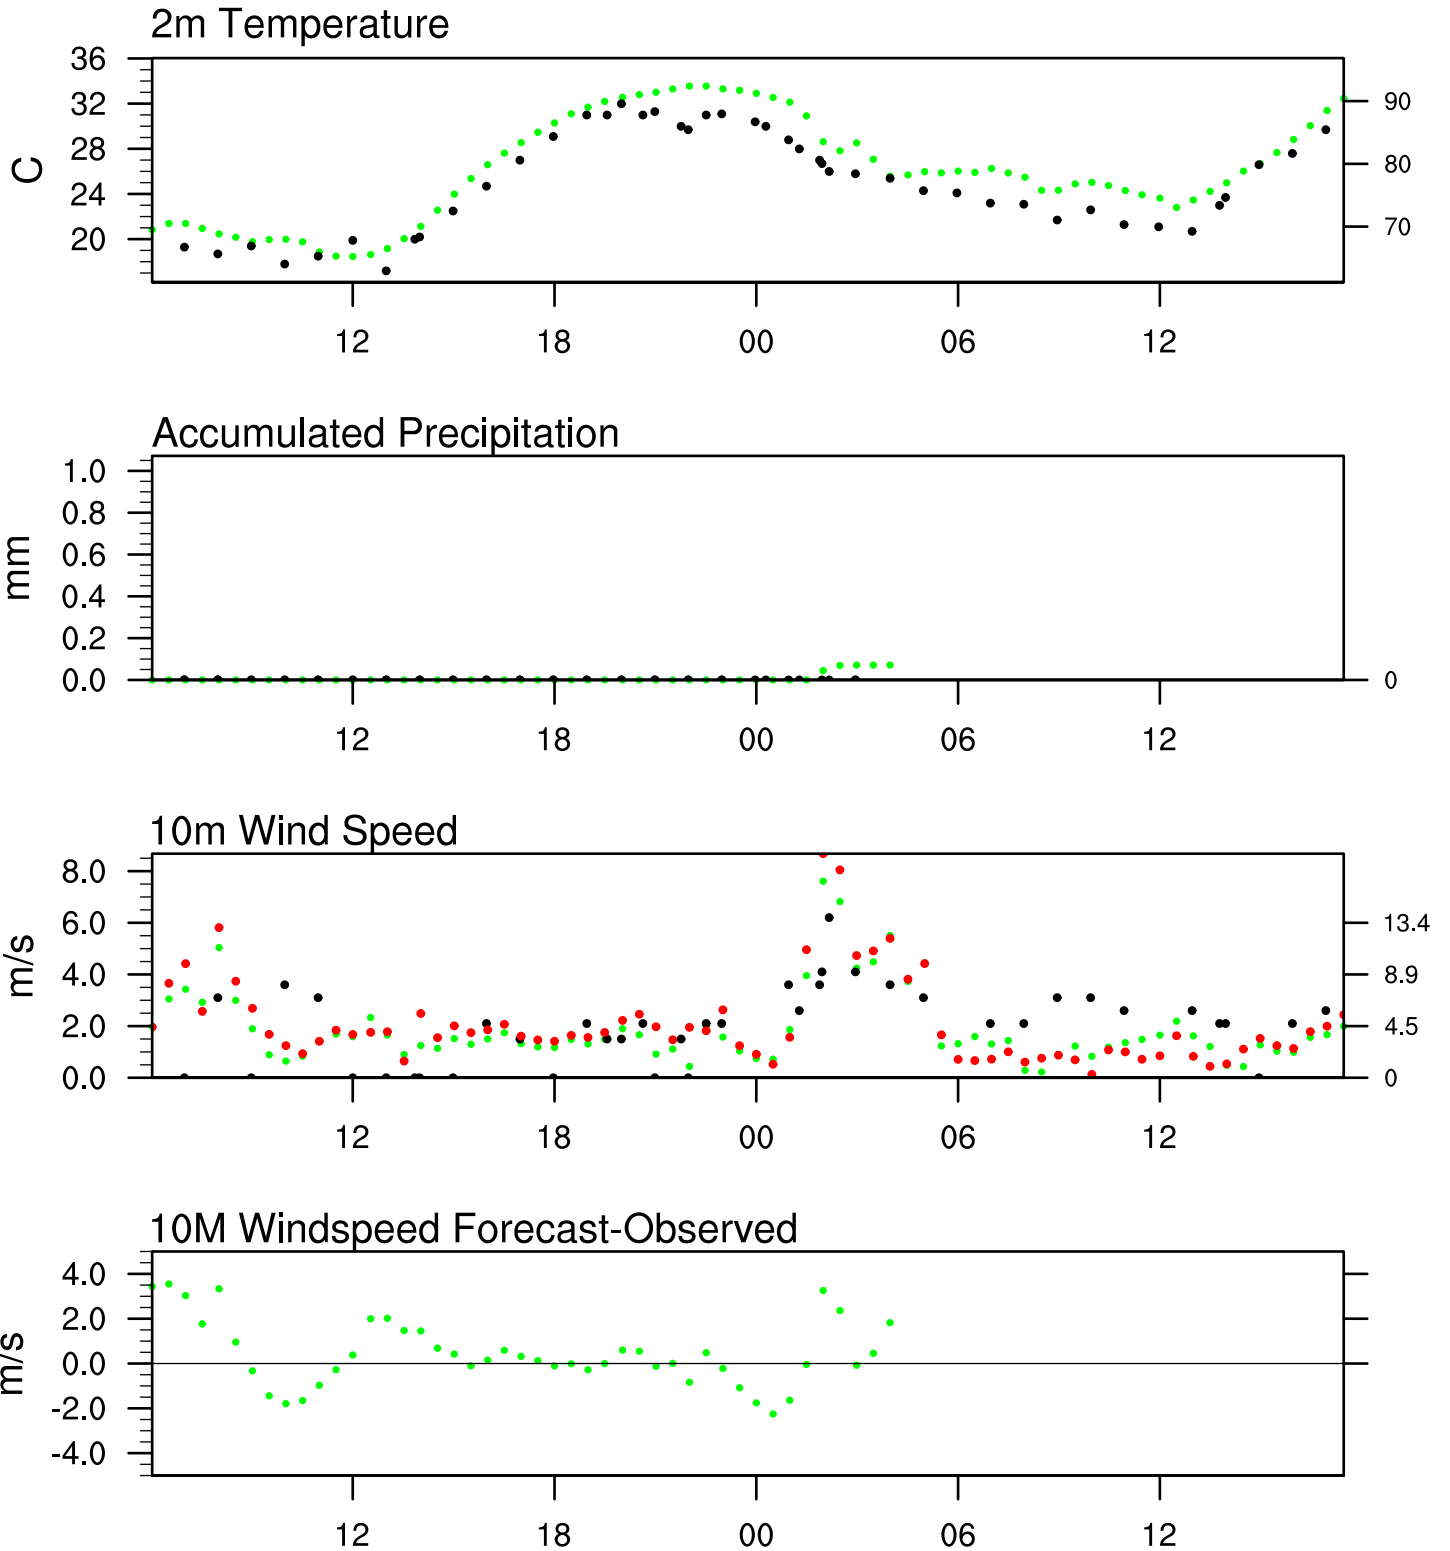 2m Temperature
36
32
28
24
20
C
90
80
70
12 18 00 06 12
Accumulated Precipitation
1.0
0.8
0.6
0.4
0.2
0.0
mm
0
12 18 00 06 12
10m Wind Speed
8.0
6.0
4.0
2.0
0.0
m/s
13.4
8.9
4.5
0
12 18 00 06 12
10M Windspeed Forecast-Observed
4.0
2.0
0.0
-2.0
-4.0
m/s
12 18 00 06 12